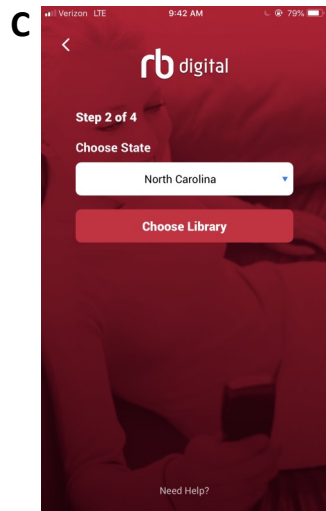 C
Verizon LTE 9:42 AM 79%
rb digital
Step 2 of 4
Choose State
North Carolina
Choose Library
Need Help?